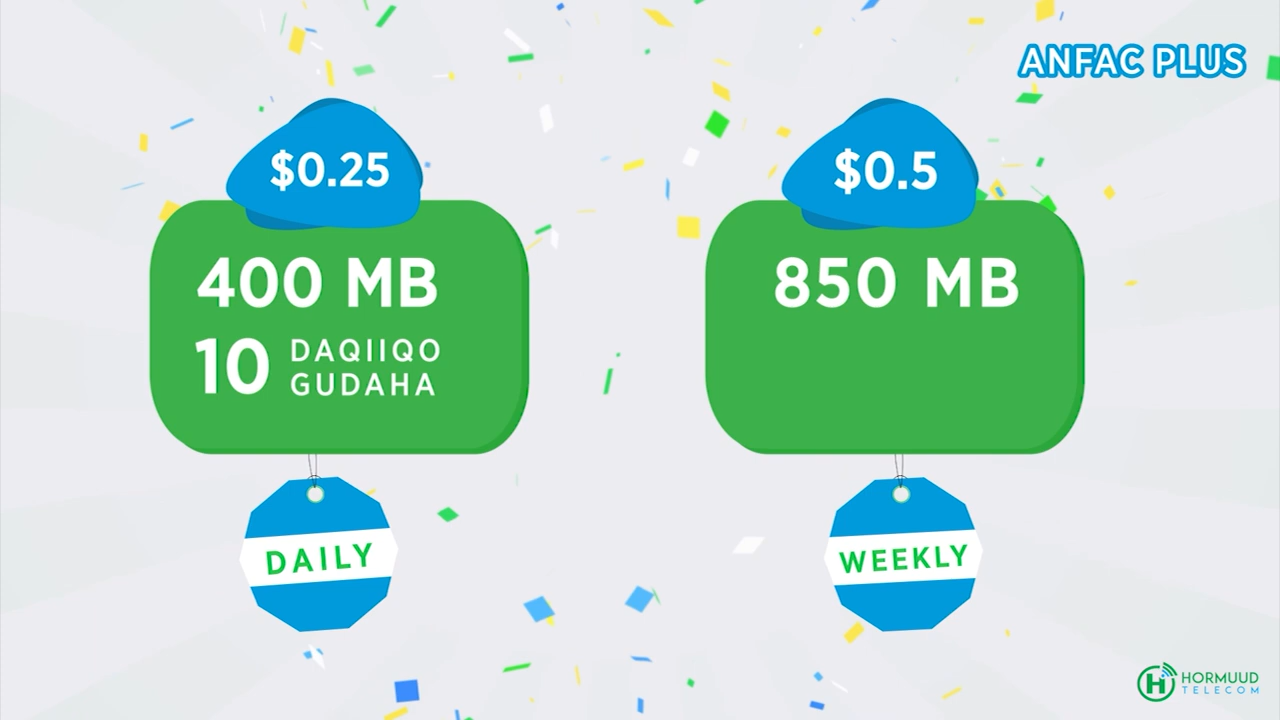 ANFAC PLUS
$0.25
400 MB
10 DAQIIQO
GUDAHA
DAILY
$0.5
850 MB
WEEKLY
HORMUUD
TELECOM